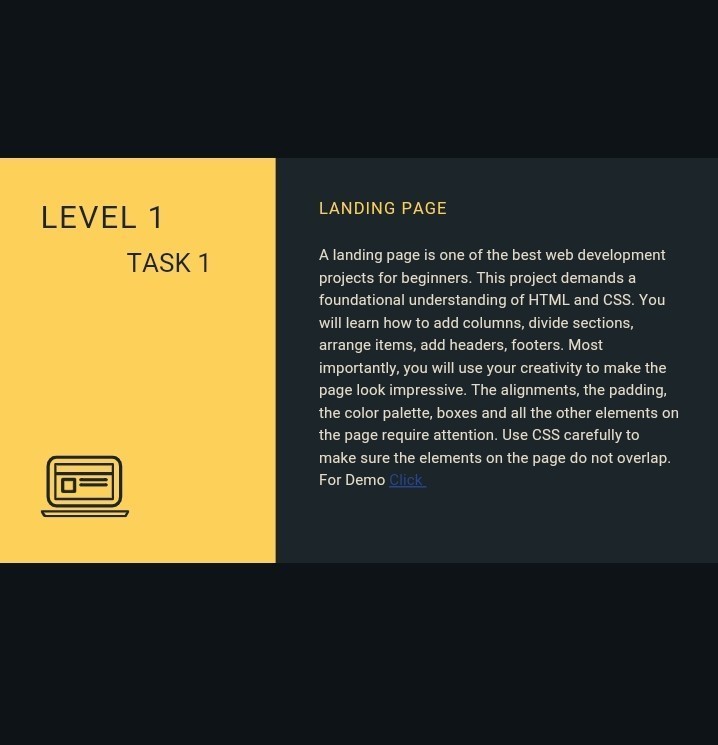 LEVEL 1
TASK 1
LANDING PAGE
A landing page is one of the best web development
projects for beginners. This project demands a
foundational understanding of HTML and CSS. You
will learn how to add columns, divide sections,
arrange items, add headers, footers. Most
importantly, you will use your creativity to make the
page look impressive. The alignments, the padding,
the color palette, boxes and all the other elements on
the page require attention. Use CSS carefully to
make sure the elements on the page do not overlap.
For Demo Click